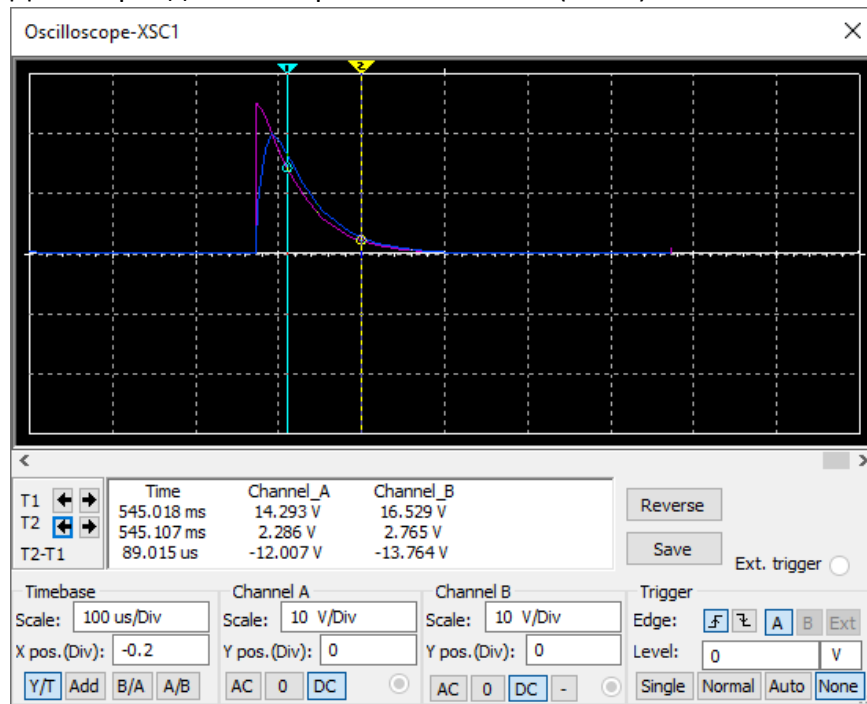 Oscilloscope-XSC1
1 2
T1
T2
T2-T1
Time Channel_A Channel_B
545.018 ms 14.293 V 16.529 V
545.107 ms 2.286 V 2.765 V
89.015 us -12.007 V -13.764 V
Reverse
Save
Ext. trigger
Timebase
Scale: 100 us/Div
X pos.(Div): -0.2
Y/T Add B/A A/B
Channel A
Scale: 10 V/Div
Y pos.(Div): 0
AC 0 DC
Channel B
Scale: 10 V/Div
Y pos.(Div): 0
AC 0 DC -
Trigger
Edge: A B Ext
Level: 0 V
Single Normal Auto None